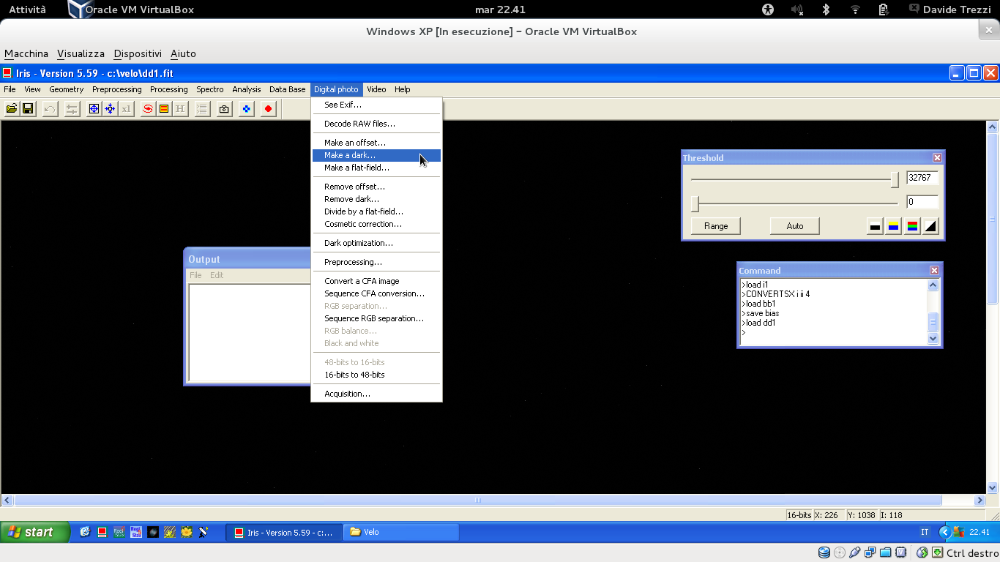 Attività
Oracle VM VirtualBox
mar 22.41
Davide Trezzi
Windows XP [In esecuzione] – Oracle VM VirtualBox
Macchina Visualizza Dispositivi Aiuto
Iris - Version 5.59 - c:\velo\dd1.fit
File View Geometry Preprocessing Processing Spectro Analysis Data Base Digital photo Video Help
x1
H
See Exif...
Decode RAW files...
Make an offset...
Make a dark...
Make a flat-field...
Remove offset...
Remove dark...
Divide by a flat-field...
Cosmetic correction...
Dark optimization...
Preprocessing...
Convert a CFA image
Sequence CFA conversion...
RGB separation...
Sequence RGB separation...
RGB balance...
Black and white
48-bits to 16-bits
16-bits to 48-bits
Acquisition...
Output
File Edit
Threshold
32767
0
Range Auto
Command
>load i1
>CONVERTSX i ii 4
>load bb1
>save bias
>load dd1
>
16-bits X: 226 Y: 1038 I: 118
start
Iris - Version 5.59 - c:...
Velo
IT
22.41
Ctrl destro